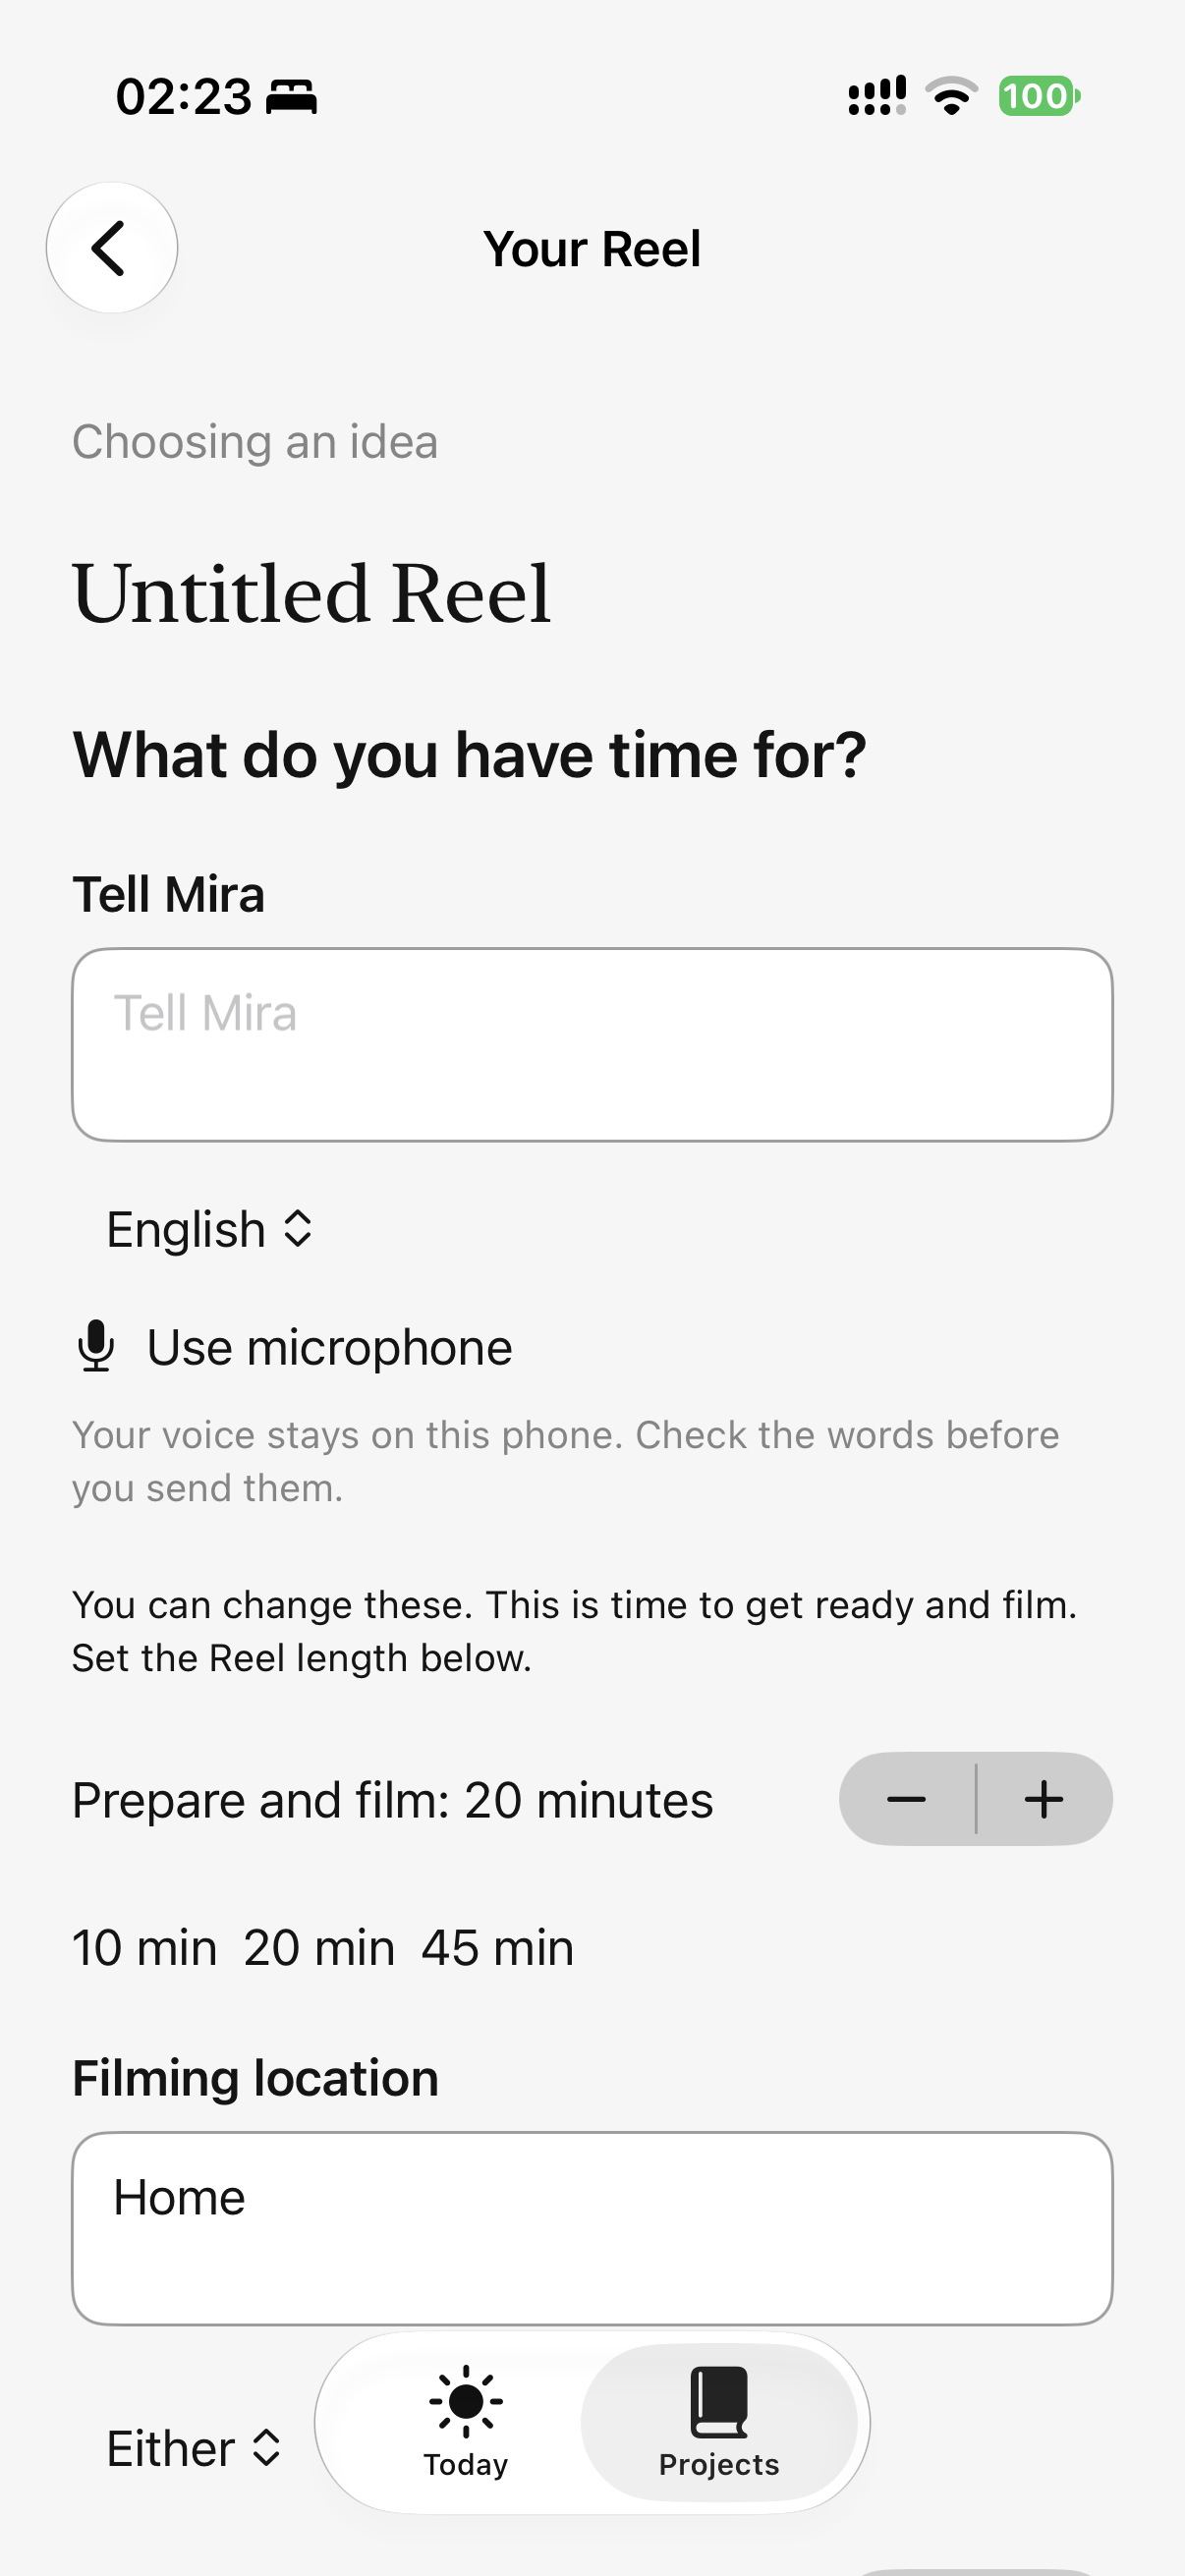 02:23
100
Your Reel
Choosing an idea
Untitled Reel
What do you have time for?
Tell Mira
Tell Mira
English
Use microphone
Your voice stays on this phone. Check the words before
you send them.
You can change these. This is time to get ready and film.
Set the Reel length below.
Prepare and film: 20 minutes
10 min 20 min 45 min
Filming location
Home
Either
Today
Projects